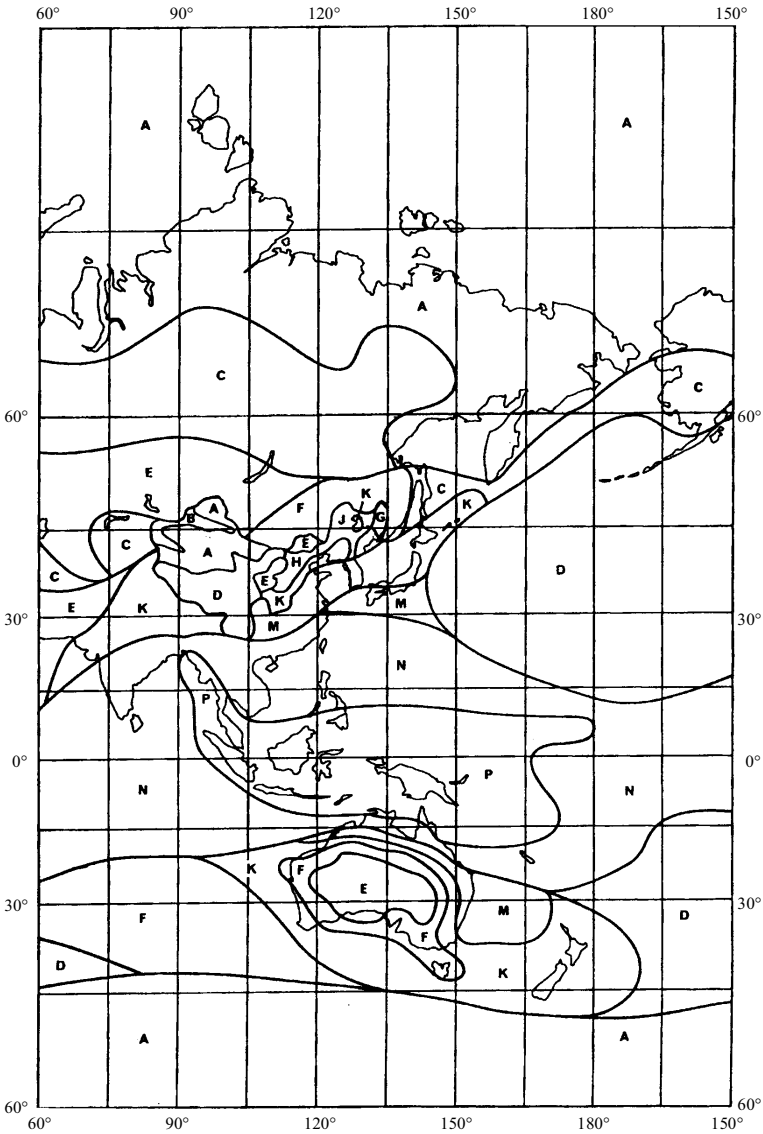 60° 90° 120° 150° 180° 150°
A A
A
C
C
60° 60°
E
A K C
F K
B J G
C A E
H
C E D
D
E K K M
M
30° 30°
N
P
0° 0°
P
N N
K F
E
M
30° 30°
F D
F
D K
A A
60° 60°
60° 90° 120° 150° 180° 150°